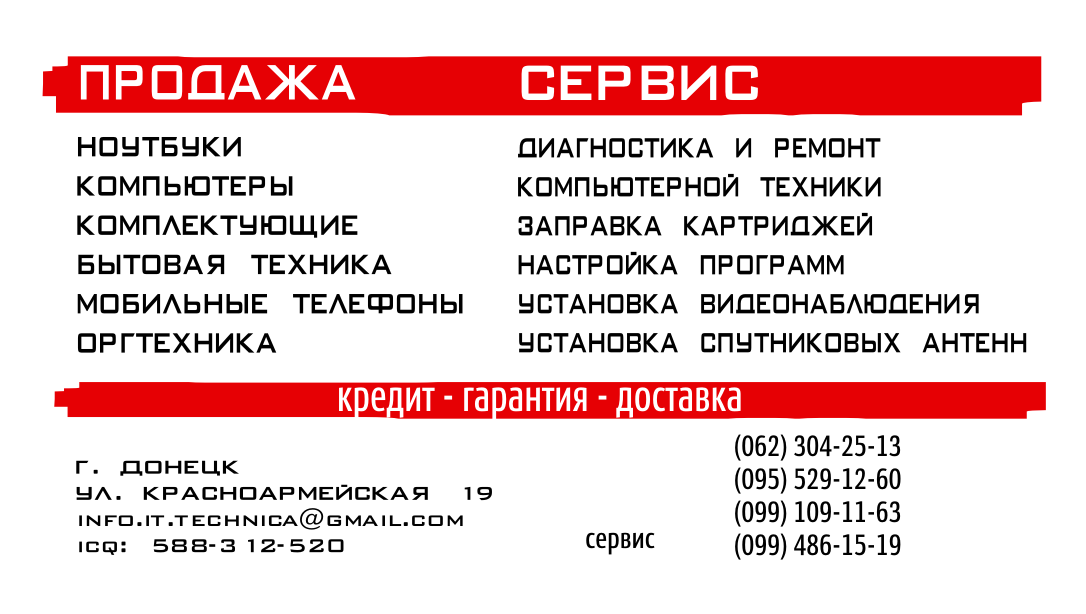 ПРОДАЖА
НОУТБУКИ
КОМПЬЮТЕРЫ
КОМПЛЕКТУЮЩИЕ
БЫТОВАЯ ТЕХНИКА
МОБИЛЬНЫЕ ТЕЛЕФОНЫ
ОРГТЕХНИКА
СЕРВИС
ДИАГНОСТИКА И РЕМОНТ
КОМПЬЮТЕРНОЙ ТЕХНИКИ
ЗАПРАВКА КАРТРИДЖЕЙ
НАСТРОЙКА ПРОГРАММ
УСТАНОВКА ВИДЕОНАБЛЮДЕНИЯ
УСТАНОВКА СПУТНИКОВЫХ АНТЕНН
кредит - гарантия - доставка
Г. ДОНЕЦК
УЛ. КРАСНОАРМЕЙСКАЯ 19
INFO.IT.TECHNICA@GMAIL.COM
ICQ: 588-312-520
(062) 304-25-13
(095) 529-12-60
(099) 109-11-63
сервис (099) 486-15-19